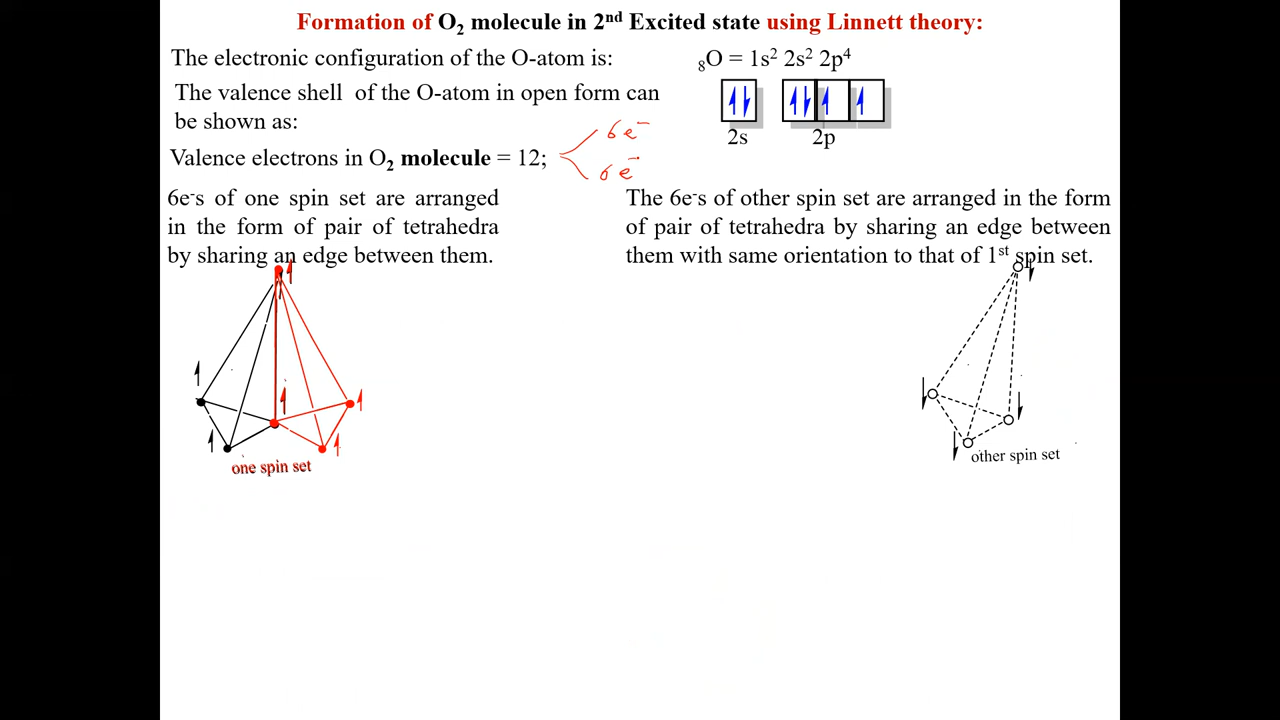 Formation of O₂ molecule in 2ⁿᵈ Excited state using Linnett theory:
The electronic configuration of the O-atom is:
₈O = 1s² 2s² 2p⁴
The valence shell of the O-atom in open form can
be shown as:
2s
2p
Valence electrons in O₂ molecule = 12;
6e⁻
6e⁻
6e⁻s of one spin set are arranged
in the form of pair of tetrahedra
by sharing an edge between them.
The 6e⁻s of other spin set are arranged in the form
of pair of tetrahedra by sharing an edge between
them with same orientation to that of 1ˢᵗ spin set.
one spin set
other spin set